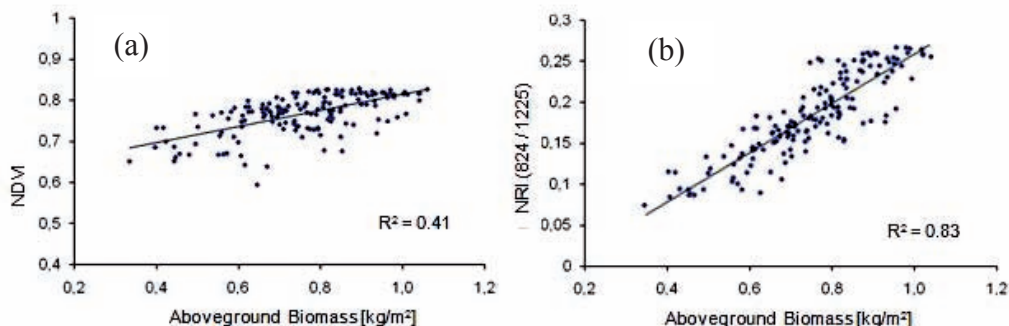 (a)
NDVI
1
0,9
0,8
0,7
0,6
0,5
0,4
R² = 0.41
0,2 0,4 0,6 0,8 1,0 1,2
Aboveground Biomass[kg/m²]
(b)
NRI (824 / 1225)
0,3
0,25
0,2
0,15
0,1
0,05
0
R² = 0.83
0,2 0,4 0,6 0,8 1,0 1,2
Aboveground Biomass[kg/m²]